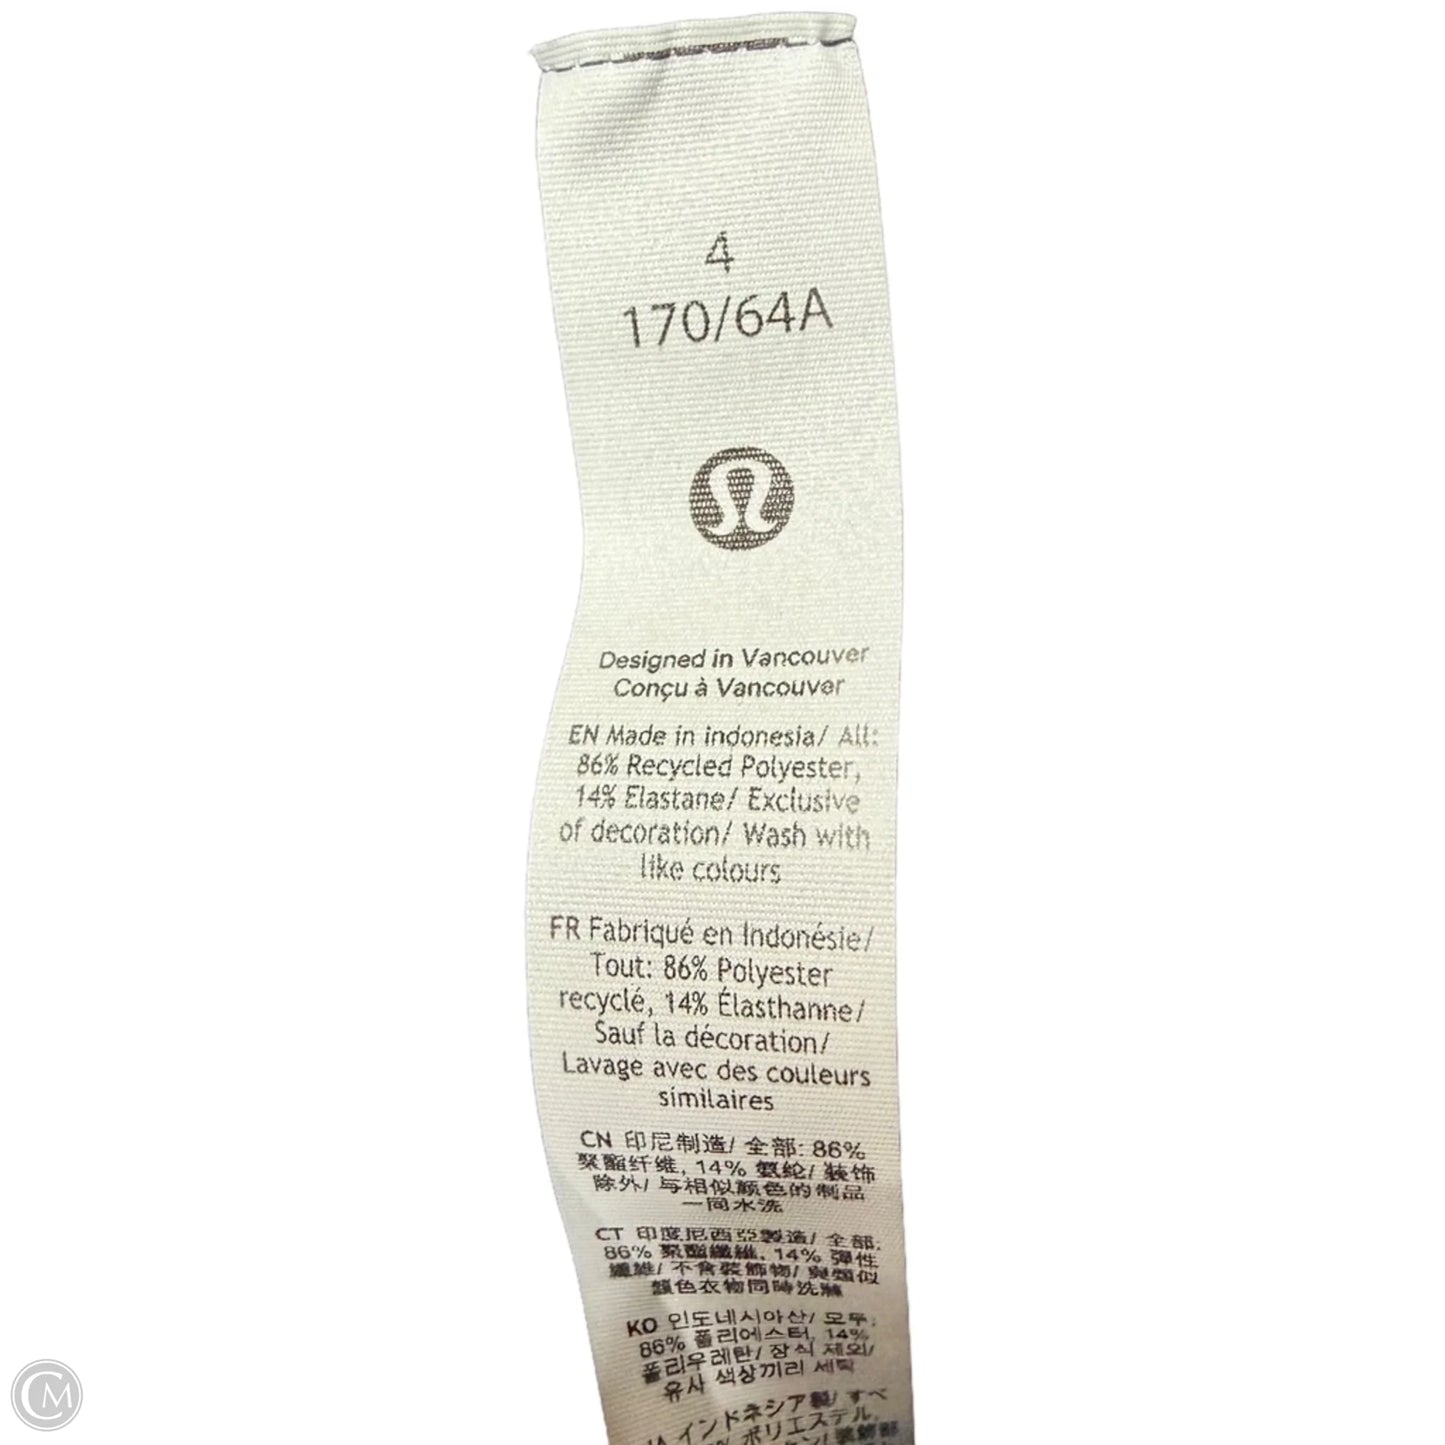 4
170/64A
Designed in Vancouver
Conçu à Vancouver
EN Made in Indonesia/ All:
86% Recycled Polyester,
14% Elastane/ Exclusive
of decoration/ Wash with
like colours
FR Fabriqué en Indonésie/
Tout: 86% Polyester
recyclé, 14% Élasthanne/
Sauf la décoration/
Lavage avec des couleurs
similaires
CN 印尼制造/ 全部: 86%
聚酯纤维, 14% 氨纶/ 装饰
除外/ 与相似颜色的制品
一同水洗
CT 印度尼西亞製造/ 全部:
86% 聚酯纖維, 14% 彈性
纖維/ 不含裝飾物/ 與類似
顏色衣物同時洗滌
KO 인도네시아산/ 모두:
86% 폴리에스터, 14%
폴리우레탄/ 장식 제외/
유사 색상끼리 세탁
JA インドネシア製/ すべ
ポリエステル,
CM